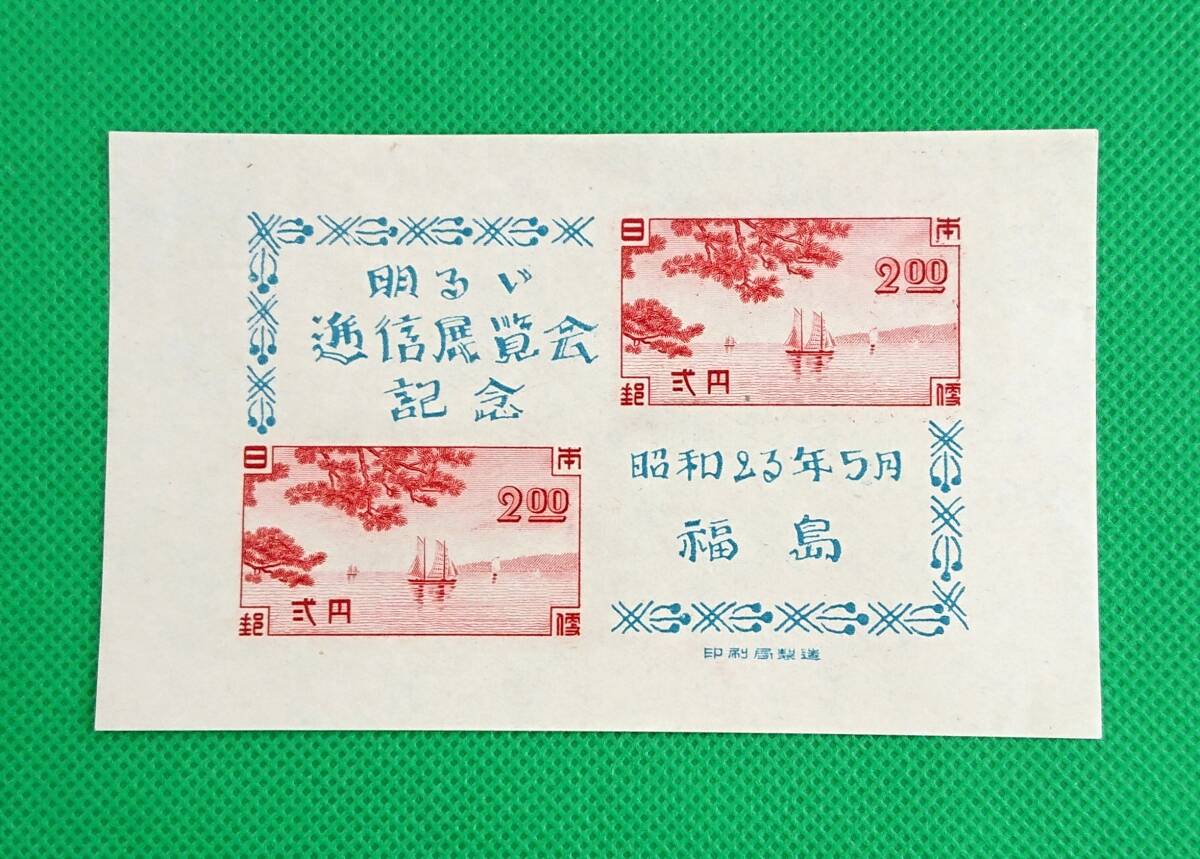 明るい
逓信展覧会
記念
日本
2.00
弐円
郵便
日本
2.00
弐円
郵便
昭和23年5月
福島
印刷局製造